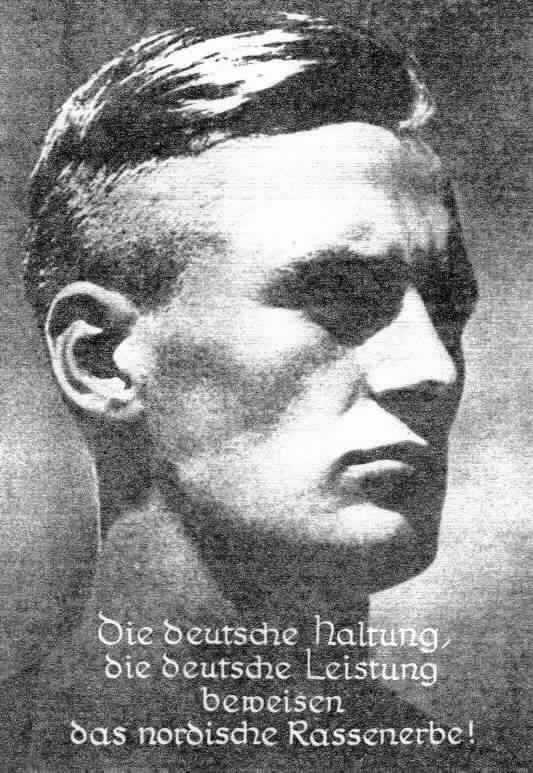 Die deutsche Haltung,
die deutsche Leistung
beweisen
das nordische Rassenerbe!